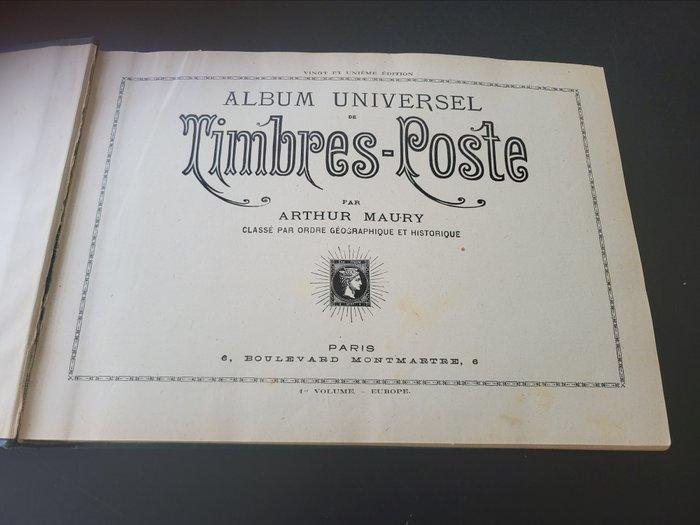 VINGT ET UNIÈME ÉDITION
ALBUM UNIVERSEL
DE
Timbres-Poste
PAR
ARTHUR MAURY
CLASSÉ PAR ORDRE GÉOGRAPHIQUE ET HISTORIQUE
PARIS
6, BOULEVARD MONTMARTRE, 6
1er VOLUME. - EUROPE.